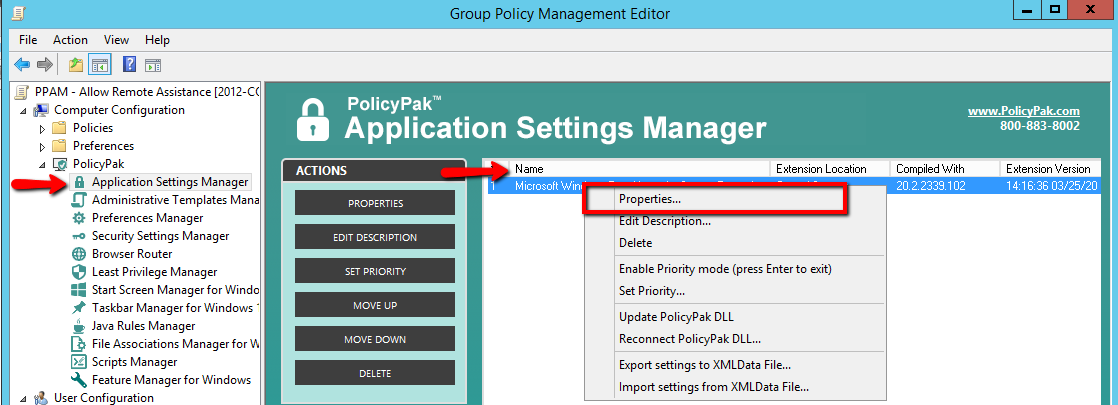 Group Policy Management Editor
File Action View Help
PPAM - Allow Remote Assistance [2012-CO
Computer Configuration
Policies
Preferences
PolicyPak
Application Settings Manager
Administrative Templates Mana
Preferences Manager
Security Settings Manager
Browser Router
Least Privilege Manager
Start Screen Manager for Windo
Taskbar Manager for Windows 1
Java Rules Manager
File Associations Manager for W
Scripts Manager
Feature Manager for Windows
User Configuration
PolicyPak™
Application Settings Manager
www.PolicyPak.com
800-883-8002
ACTIONS
PROPERTIES
EDIT DESCRIPTION
SET PRIORITY
MOVE UP
MOVE DOWN
DELETE
Name Extension Location Compiled With Extension Version
1 Microsoft Win 20.2.2339.102 14:16:36 03/25/20
Properties...
Edit Description...
Delete
Enable Priority mode (press Enter to exit)
Set Priority...
Update PolicyPak DLL
Reconnect PolicyPak DLL...
Export settings to XMLData File...
Import settings from XMLData File...